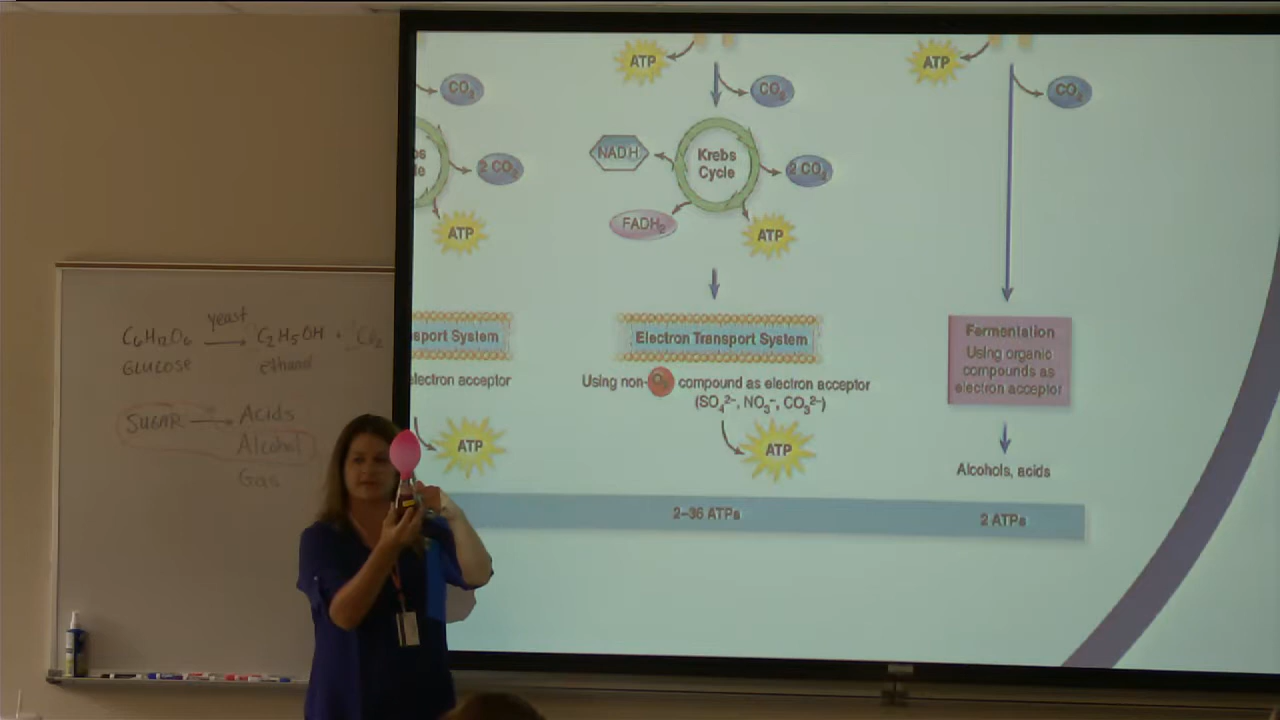 yeast
C6H12O6 → C2H5OH + CO2
GLUCOSE ethanol
SUGAR → Acids
Alcohol
Gas
CO2
bs
le
2 CO2
ATP
sport System
electron acceptor
ATP
ATP
CO2
NADH
Krebs
Cycle
2 CO2
FADH2
ATP
Electron Transport System
Using non-O2 compound as electron acceptor
(SO4²⁻, NO3⁻, CO3²⁻)
ATP
2–36 ATPs
ATP
CO2
Fermentation
Using organic
compounds as
electron acceptor
Alcohols, acids
2 ATPs